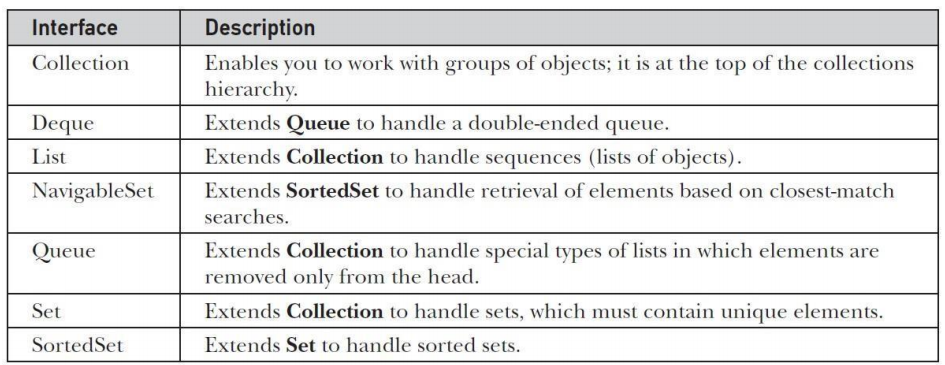 Interface Description
Collection Enables you to work with groups of objects; it is at the top of the collections
hierarchy.
Deque Extends Queue to handle a double-ended queue.
List Extends Collection to handle sequences (lists of objects).
NavigableSet Extends SortedSet to handle retrieval of elements based on closest-match
searches.
Queue Extends Collection to handle special types of lists in which elements are
removed only from the head.
Set Extends Collection to handle sets, which must contain unique elements.
SortedSet Extends Set to handle sorted sets.